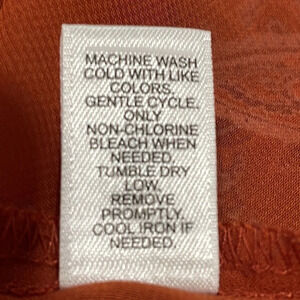 MACHINE WASH
COLD WITH LIKE
COLORS.
GENTLE CYCLE.
ONLY
NON-CHLORINE
BLEACH WHEN
NEEDED.
TUMBLE DRY
LOW.
REMOVE
PROMPTLY.
COOL IRON IF
NEEDED.